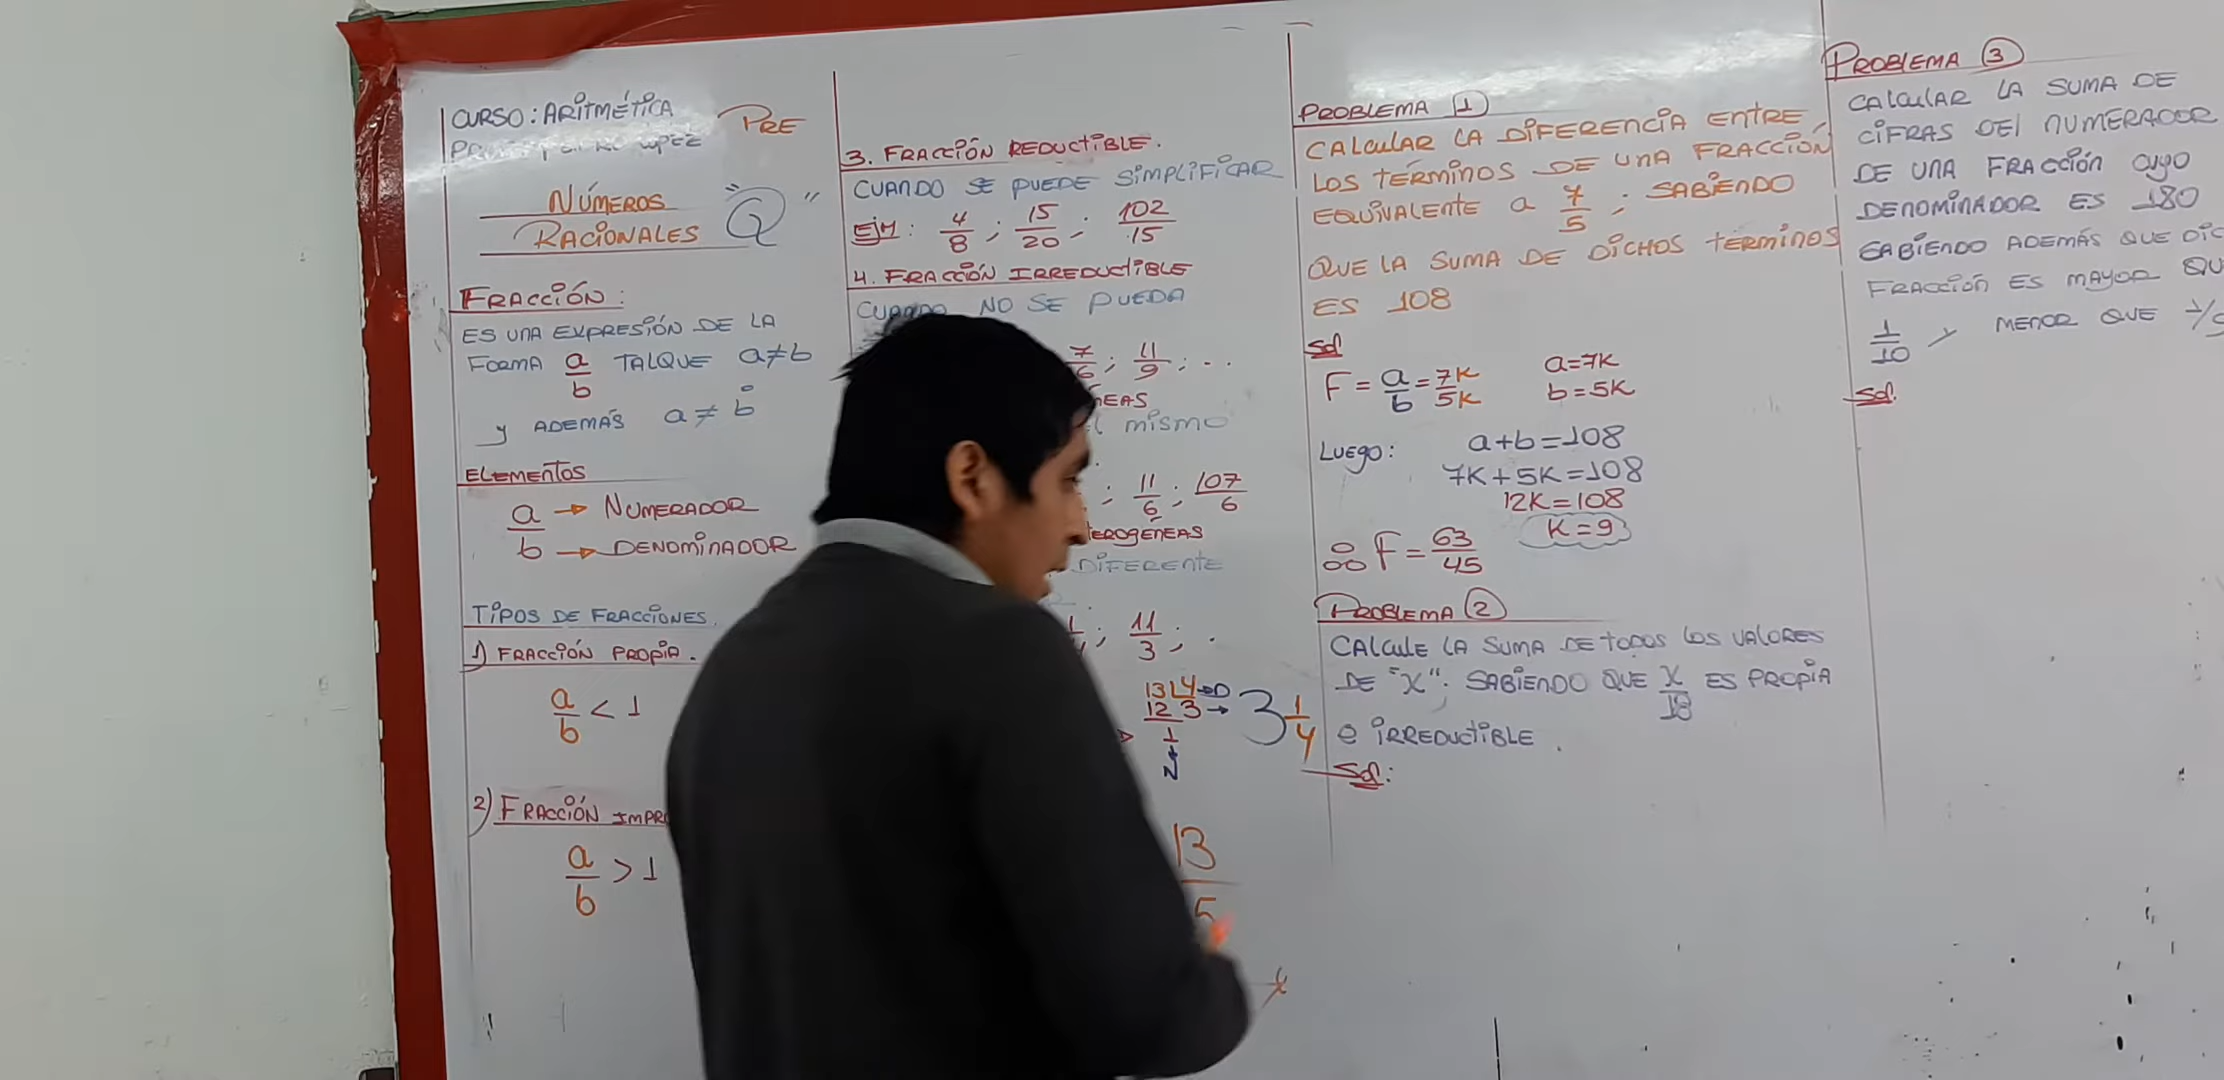 CURSO: ARITMÉTICA
PRE
NÚMEROS
RACIONALES "Q"
FRACCIÓN:
ES UNA EXPRESIÓN DE LA
FORMA a/b TALQUE a≠b
y ADEMÁS a≠b°
ELEMENTOS
a → NUMERADOR
b → DENOMINADOR
TIPOS DE FRACCIONES.
1) FRACCIÓN PROPIA.
a/b < 1
2) FRACCIÓN IMPR
a/b > 1
3. FRACCIÓN REDUCTIBLE.
CUANDO SE PUEDE SIMPLIFICAR
EJM: 4/8 ; 15/20 ; 102/15
4. FRACCIÓN IRREDUCTIBLE
CUANDO NO SE PUEDA
7/6 ; 11/9 ; ..
NEAS
L MISMO
; 11/6 ; 107/6
TEROGÉNEAS
DIFERENTE
; 11/3 ; .
13 4 → D
12 3 → 3 1/4
1
N
13
5
PROBLEMA 1
CALCULAR LA DIFERENCIA ENTRE
LOS TÉRMINOS DE UNA FRACCIÓN
EQUIVALENTE a 7/5 ; SABIENDO
QUE LA SUMA DE DICHOS TERMINOS
ES 108
Sol
F = a/b = 7K/5K a=7K
b=5K
LUEGO: a+b=108
7K+5K=108
12K=108
K=9
∴ F = 63/45
PROBLEMA 2
CALCULE LA SUMA DE TODOS LOS VALORES
DE "X"; SABIENDO QUE X/18 ES PROPIA
e IRREDUCTIBLE.
Sol:
PROBLEMA 3
CALCULAR LA SUMA DE
CIFRAS DEL NUMERADOR
DE UNA FRACCIÓN CUYO
DENOMINADOR ES 180
SABIENDO ADEMÁS QUE DIC
FRACCIÓN ES MAYOR QU
1/10 y MENOR QUE 1/9
Sol.